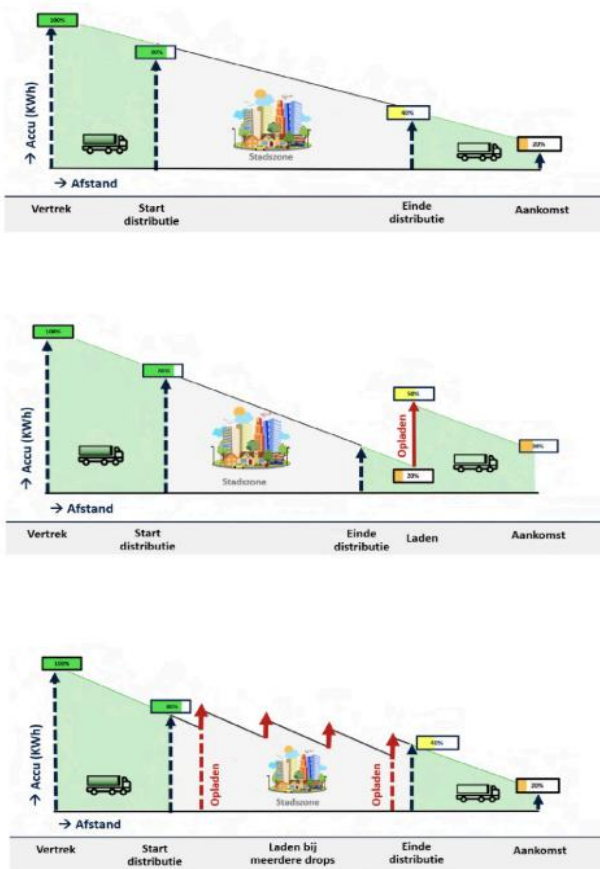 100%
80%
→ Accu (KWh)
Stadszone
40%
20%
→ Afstand
Vertrek
Start
distributie
Einde
distributie
Aankomst
100%
80%
→ Accu (KWh)
Stadszone
50%
Opladen
20%
→ Afstand
Vertrek
Start
distributie
Einde
distributie
Laden
Aankomst
100%
80%
→ Accu (KWh)
Opladen
Stadszone
Opladen
40%
20%
→ Afstand
Vertrek
Start
distributie
Laden bij
meerdere drops
Einde
distributie
Aankomst